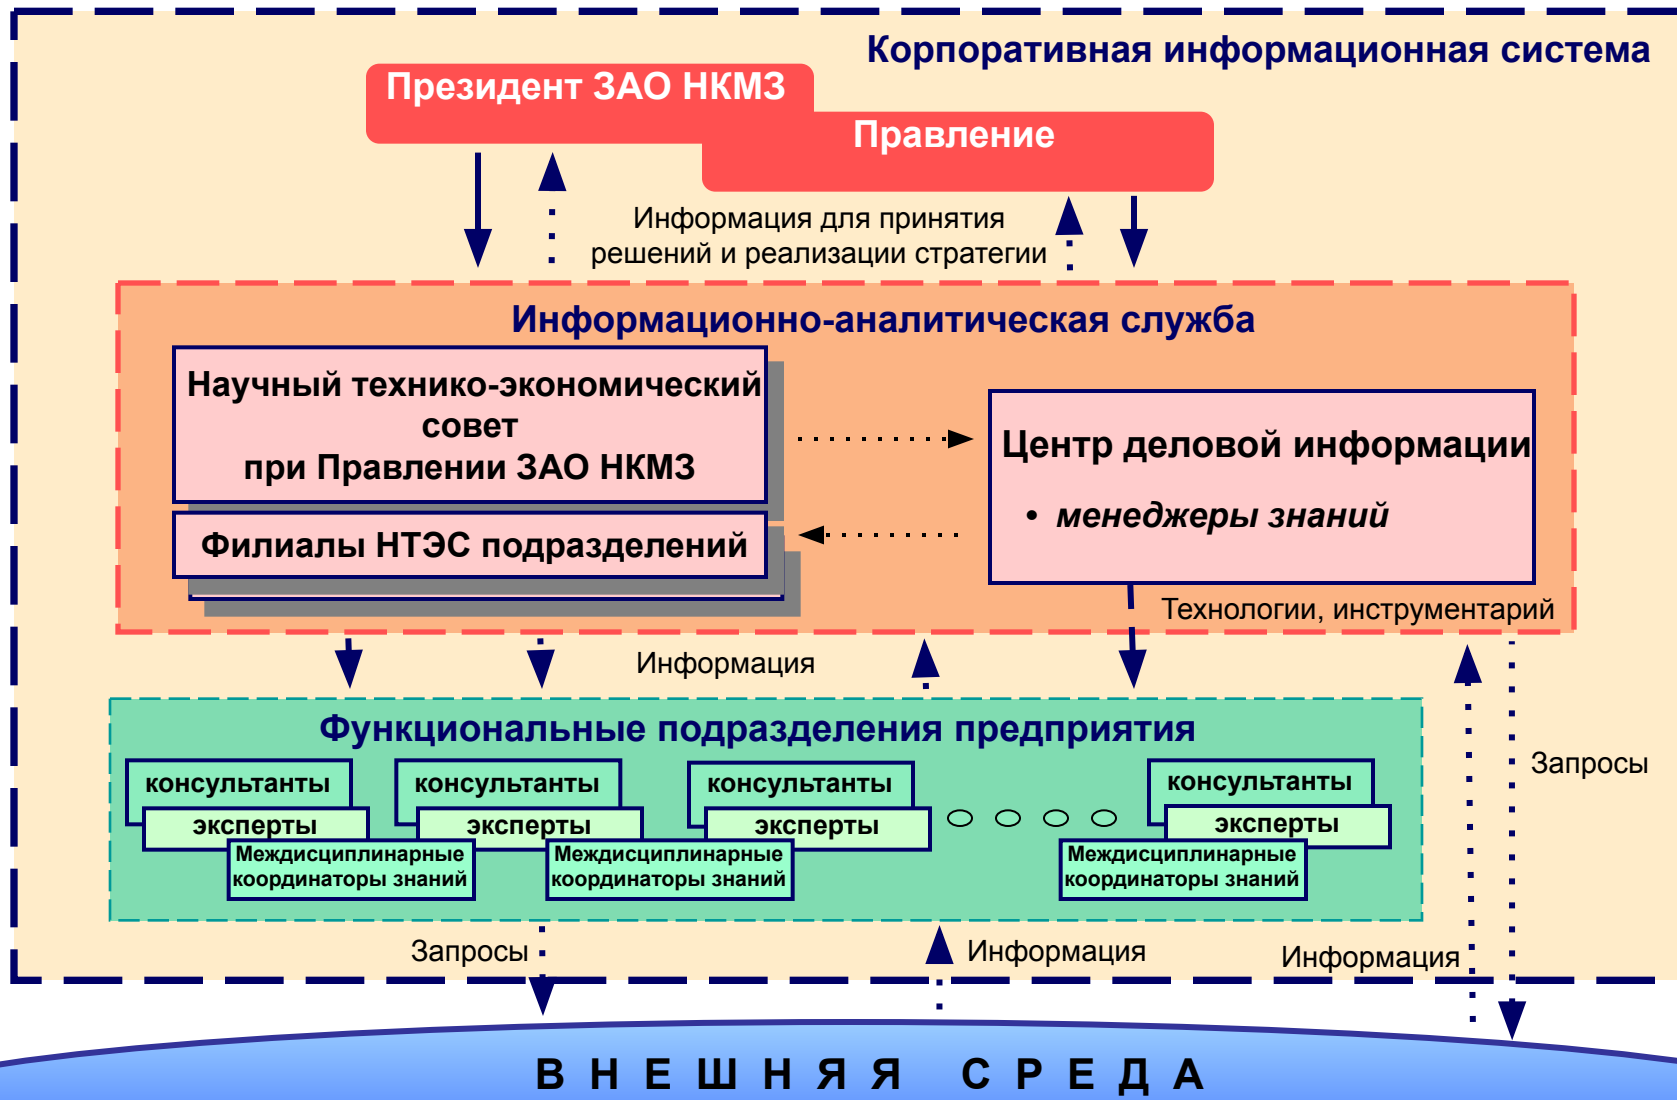 Корпоративная информационная система
Президент ЗАО НКМЗ
Правление
Информация для принятия
решений и реализации стратегии
Информационно-аналитическая служба
Научный технико-экономический
совет
при Правлении ЗАО НКМЗ
Филиалы НТЭС подразделений
Центр деловой информации
• менеджеры знаний
Технологии, инструментарий
Информация
Функциональные подразделения предприятия
консультанты
эксперты
Междисциплинарные
координаторы знаний
консультанты
эксперты
Междисциплинарные
координаторы знаний
консультанты
эксперты
консультанты
эксперты
Междисциплинарные
координаторы знаний
Запросы
Запросы
Информация
Информация
ВНЕШНЯЯ СРЕДА